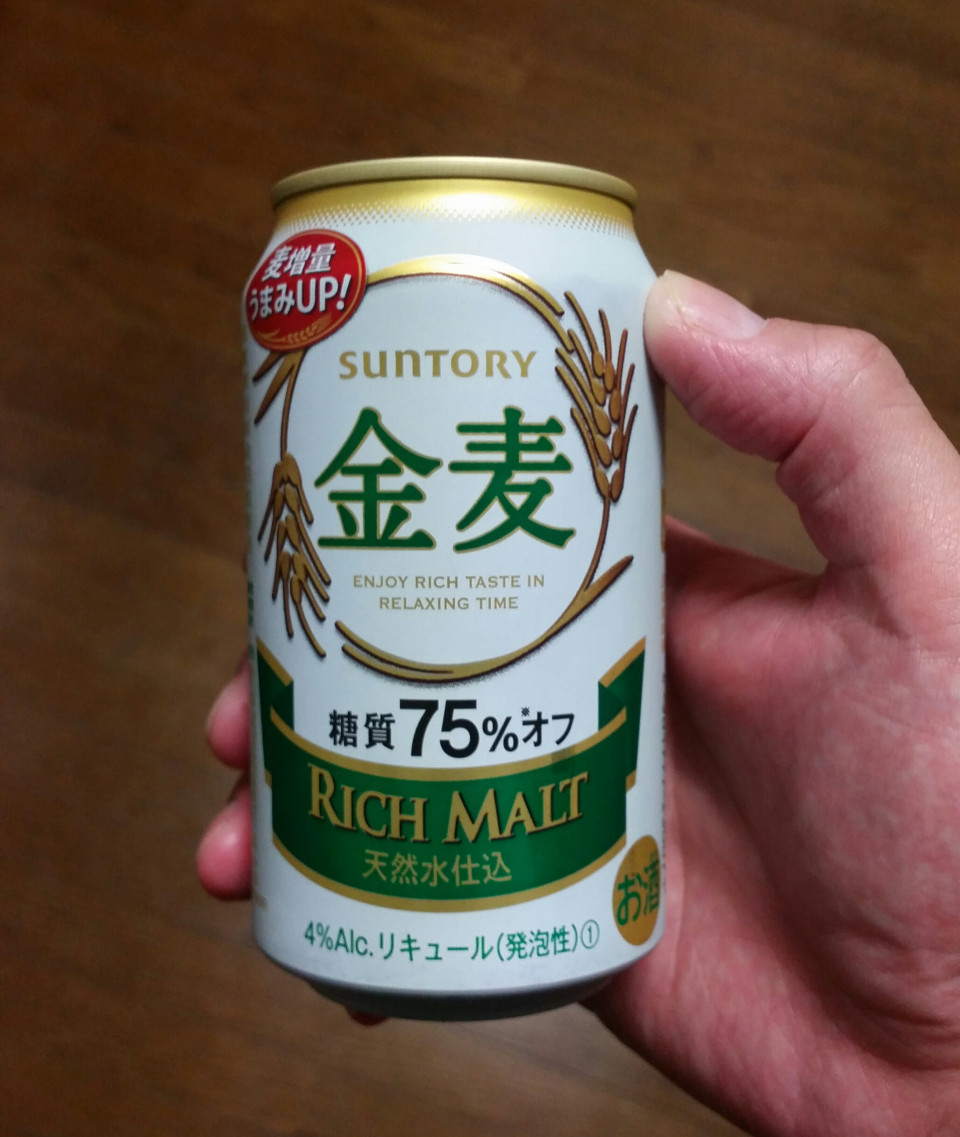 麦増量
うまみUP!
SUNTORY
金麦
ENJOY RICH TASTE IN
RELAXING TIME
糖質75%※オフ
RICH MALT
天然水仕込
お酒
4%Alc.リキュール(発泡性)①